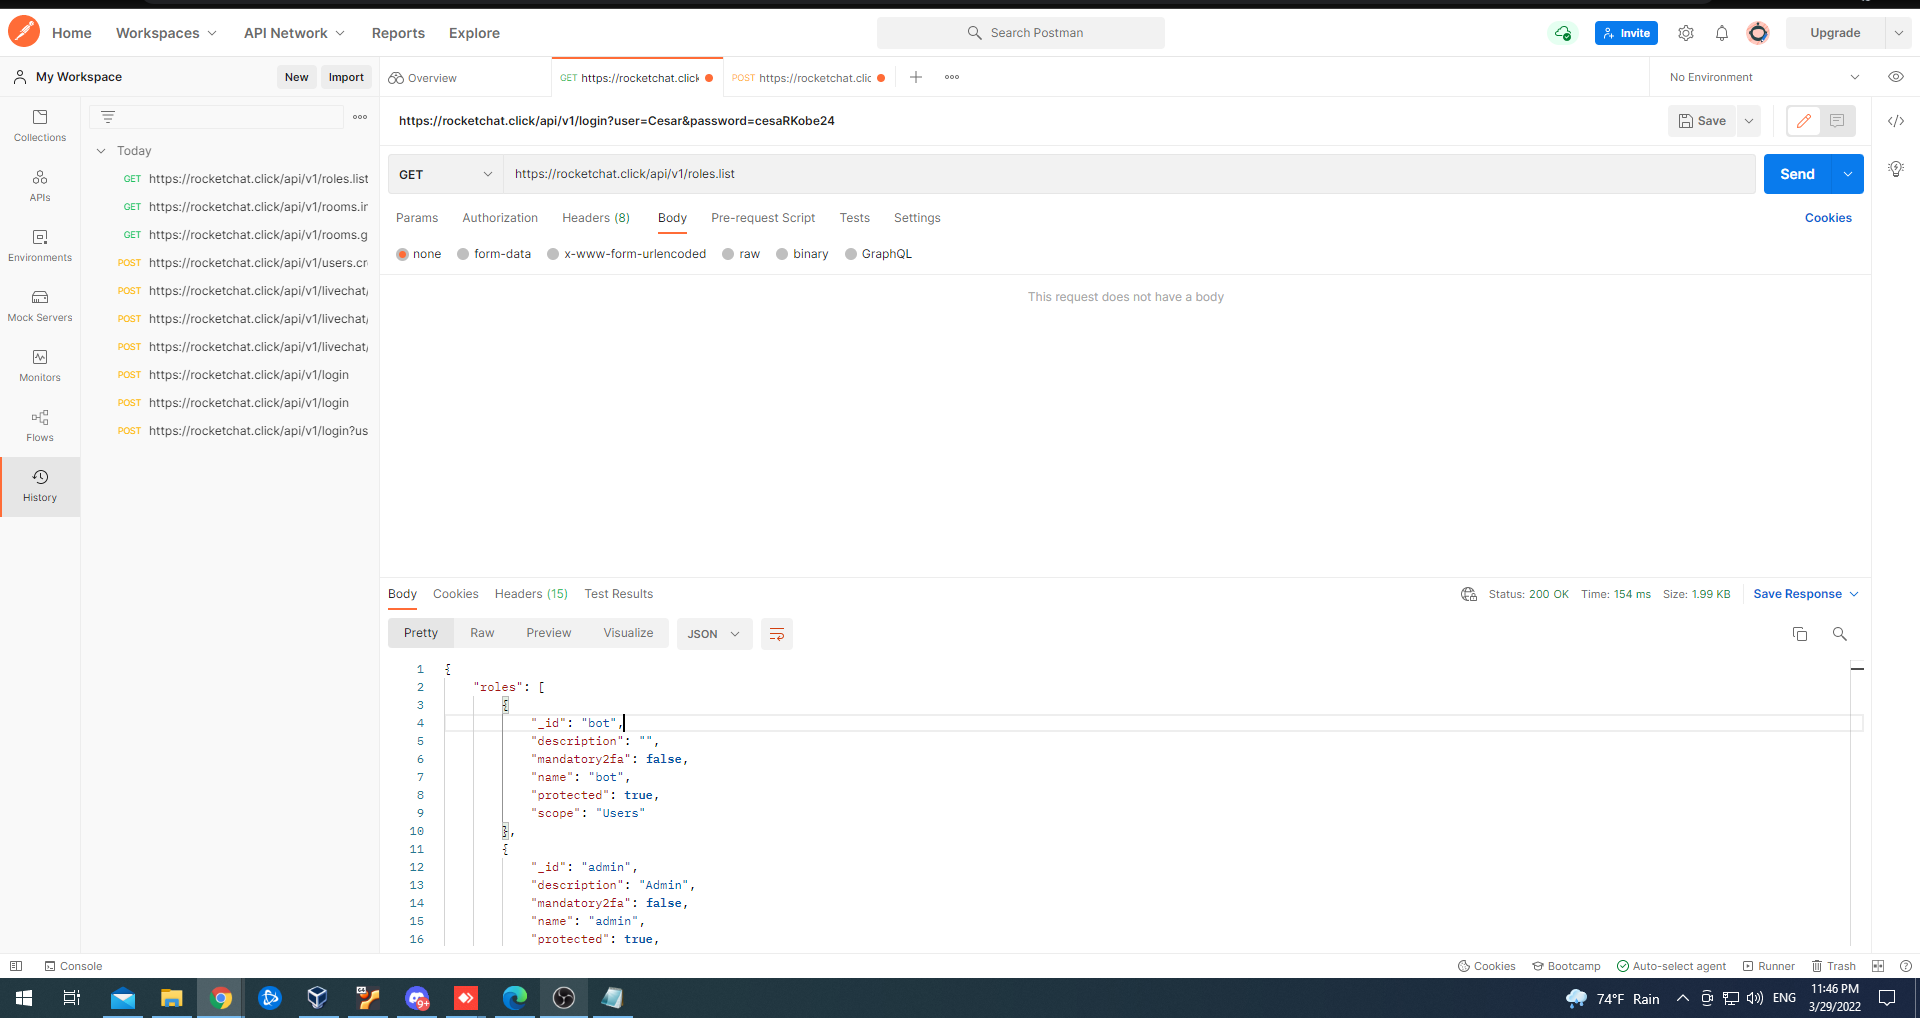 Home Workspaces API Network Reports Explore Search Postman Invite Upgrade
My Workspace New Import Overview GET https://rocketchat.click POST https://rocketchat.clic No Environment
https://rocketchat.click/api/v1/login?user=Cesar&password=cesaRKobe24 Save
Collections
APIs
Environments
Mock Servers
Monitors
Flows
History
Today
GET https://rocketchat.click/api/v1/roles.list
GET https://rocketchat.click/api/v1/rooms.in
GET https://rocketchat.click/api/v1/rooms.g
POST https://rocketchat.click/api/v1/users.cr
POST https://rocketchat.click/api/v1/livechat/
POST https://rocketchat.click/api/v1/livechat/
POST https://rocketchat.click/api/v1/livechat/
POST https://rocketchat.click/api/v1/login
POST https://rocketchat.click/api/v1/login
POST https://rocketchat.click/api/v1/login?us
GET https://rocketchat.click/api/v1/roles.list Send
Params Authorization Headers (8) Body Pre-request Script Tests Settings Cookies
none form-data x-www-form-urlencoded raw binary GraphQL
This request does not have a body
Body Cookies Headers (15) Test Results Status: 200 OK Time: 154 ms Size: 1.99 KB Save Response
Pretty Raw Preview Visualize JSON
1 {
2 "roles": [
3 {
4 "_id": "bot",
5 "description": "",
6 "mandatory2fa": false,
7 "name": "bot",
8 "protected": true,
9 "scope": "Users"
10 },
11 {
12 "_id": "admin",
13 "description": "Admin",
14 "mandatory2fa": false,
15 "name": "admin",
16 "protected": true,
Console Cookies Bootcamp Auto-select agent Runner Trash
9+ 74°F Rain ENG 11:46 PM
3/29/2022